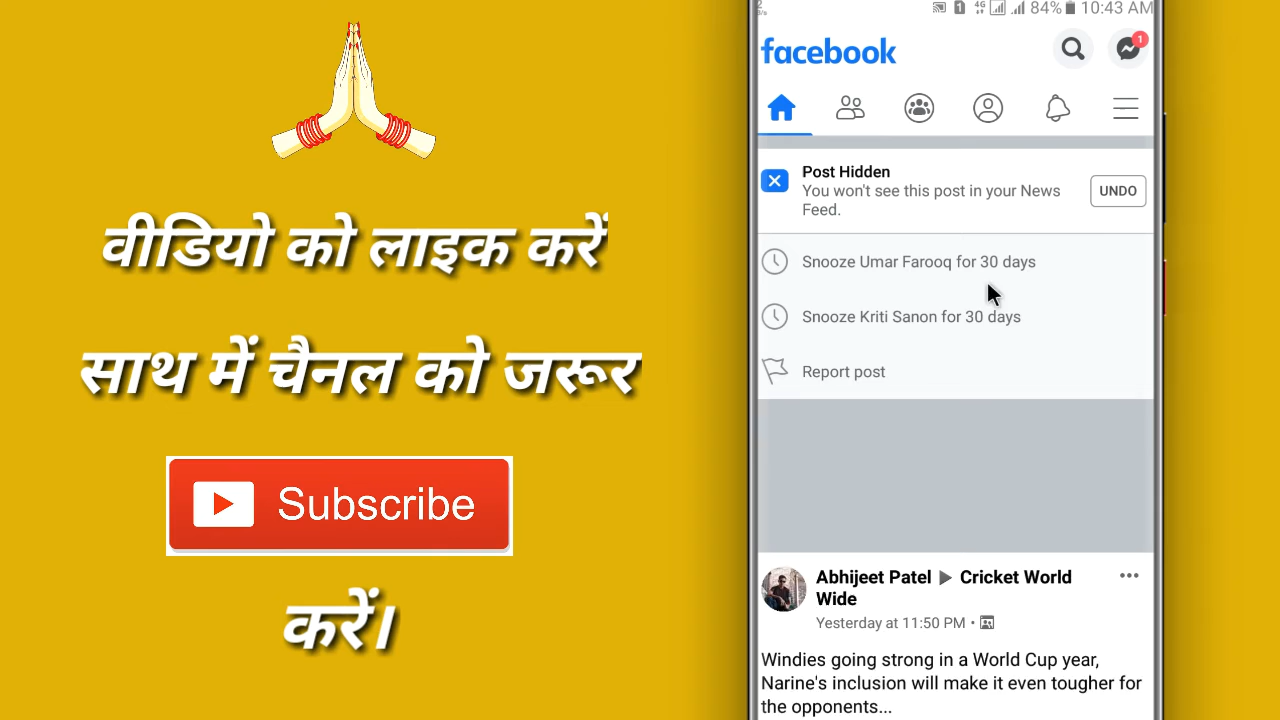 वीडियो को लाइक करें
साथ में चैनल को जरूर
Subscribe
करें।
84% 10:43 AM
facebook
1
Post Hidden
You won't see this post in your News
Feed.
UNDO
Snooze Umar Farooq for 30 days
Snooze Kriti Sanon for 30 days
Report post
Abhijeet Patel ▶ Cricket World
Wide
Yesterday at 11:50 PM •
Windies going strong in a World Cup year,
Narine's inclusion will make it even tougher for
the opponents...